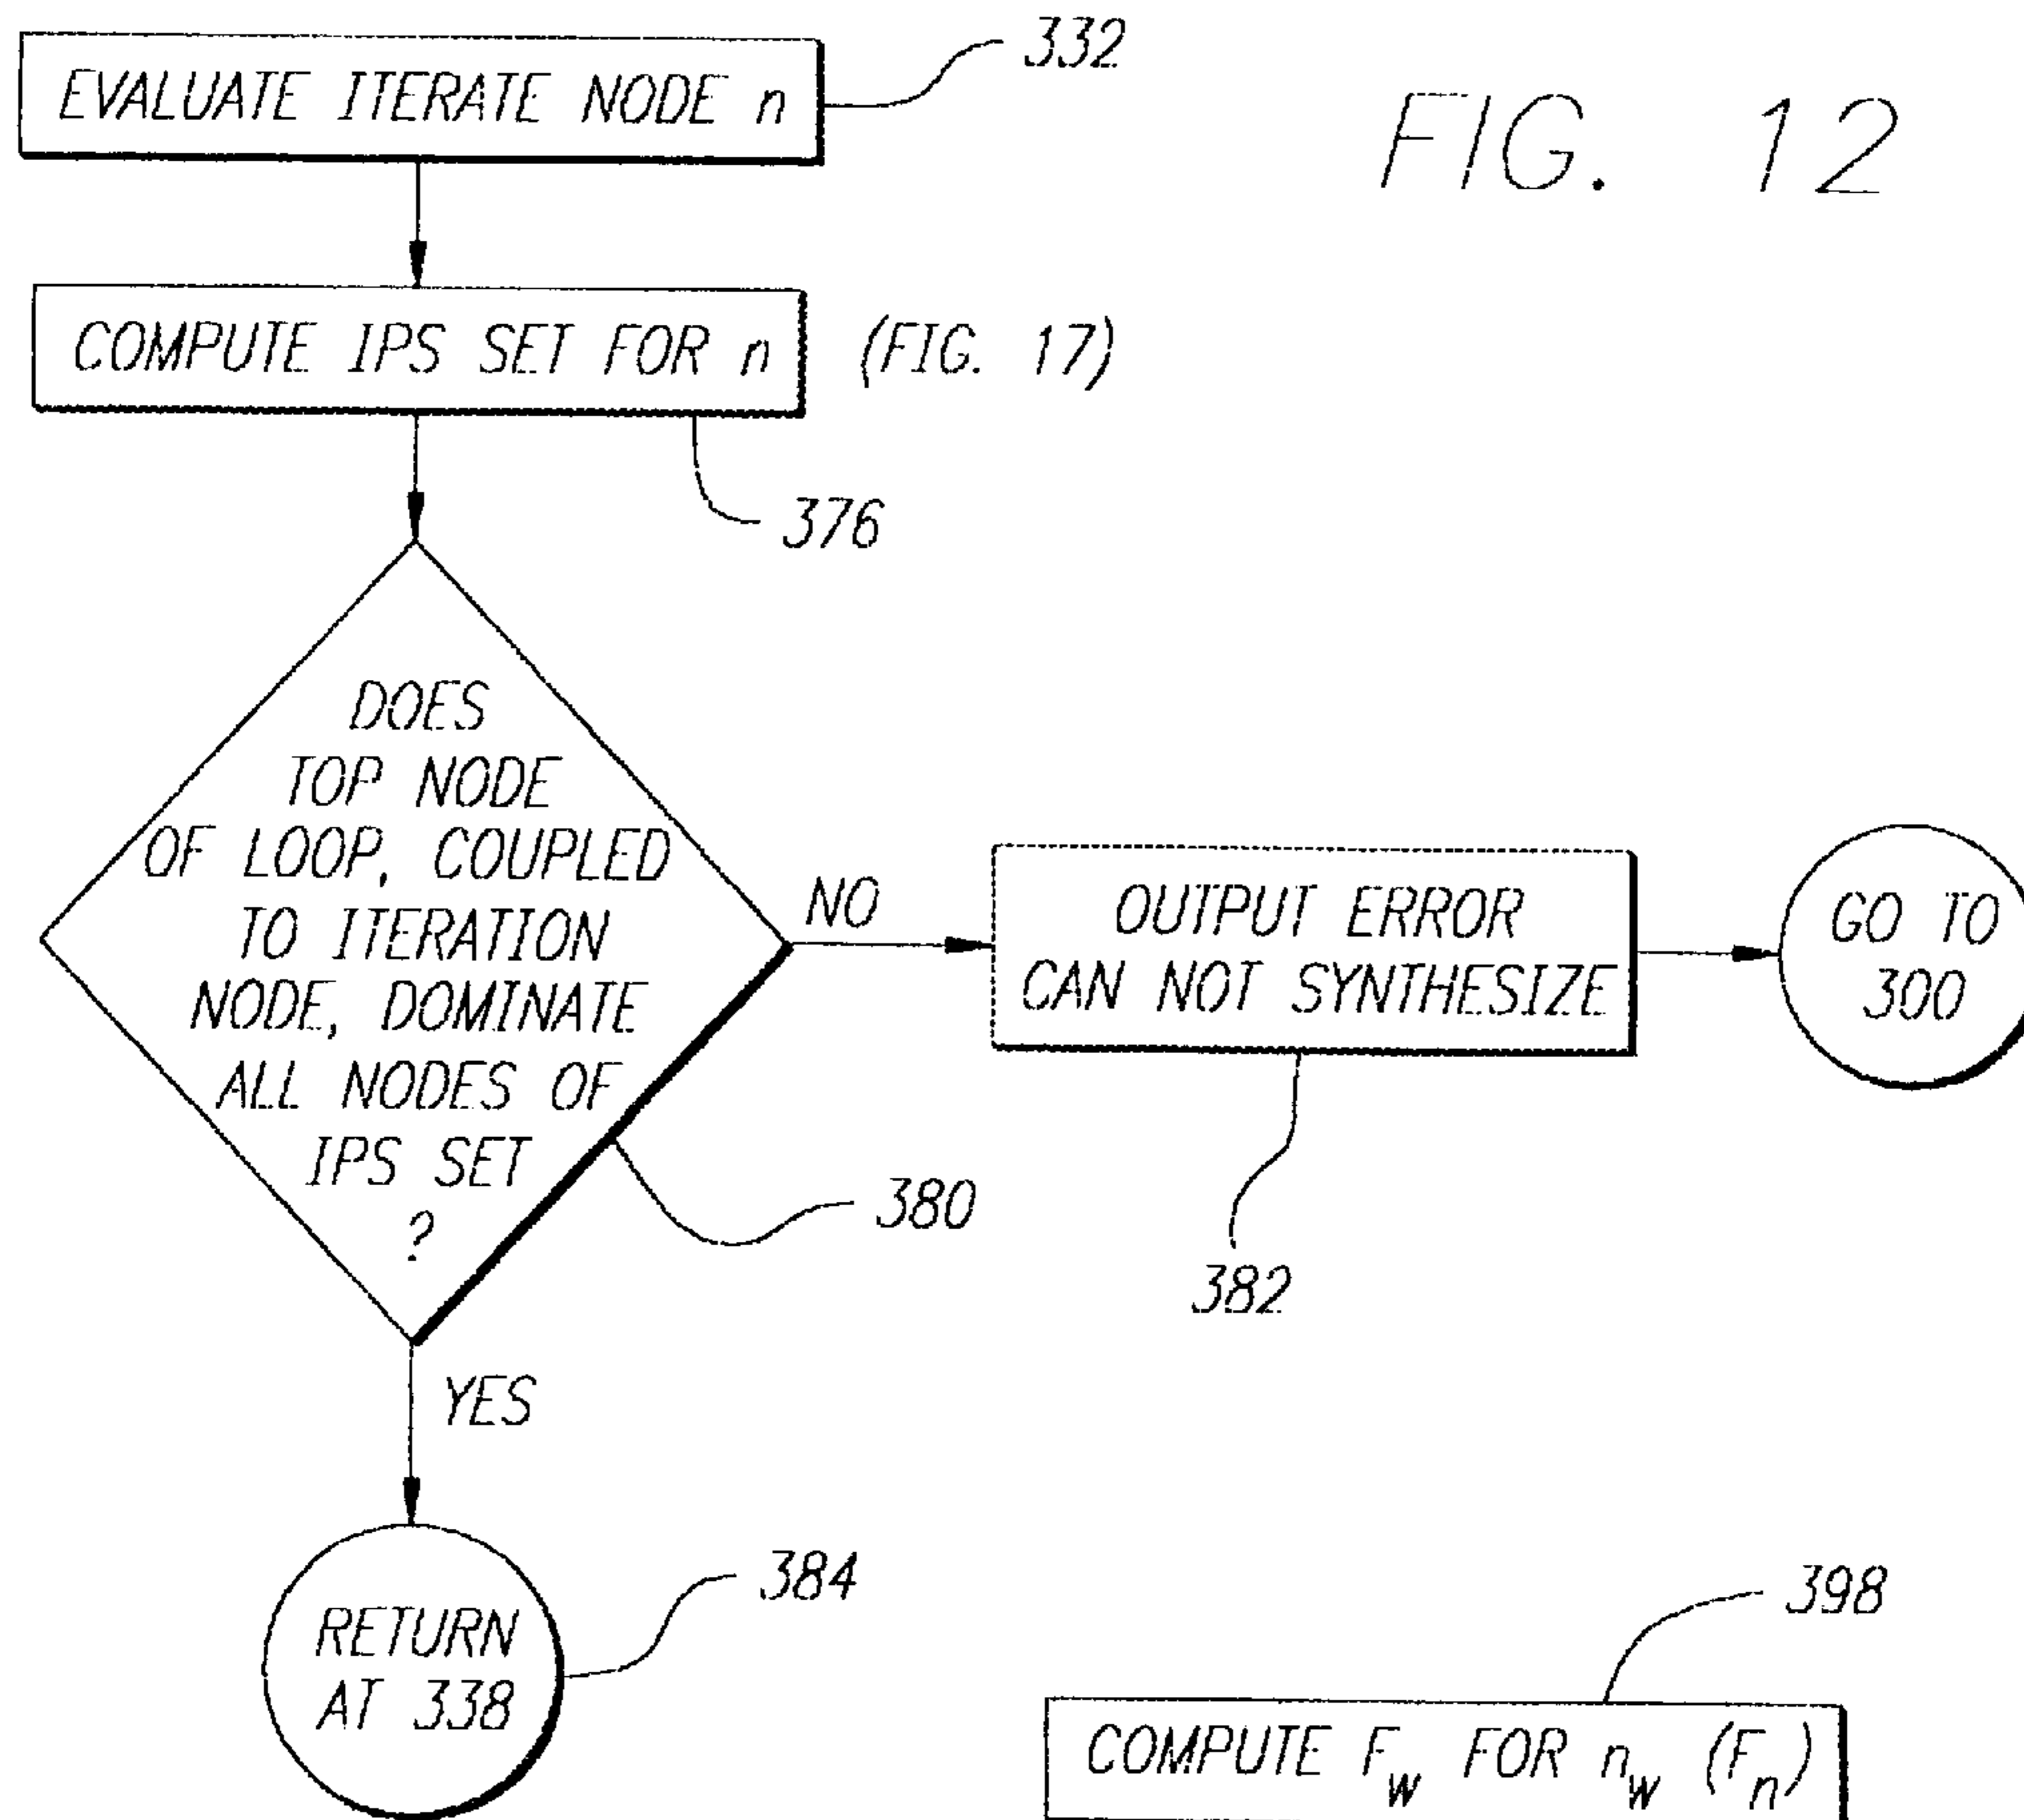 332
EVALUATE ITERATE NODE n
FIG. 12
COMPUTE IPS SET FOR n
(FIG. 17)
376
DOES
TOP NODE
OF LOOP, COUPLED
TO ITERATION
NODE, DOMINATE
ALL NODES OF
IPS SET
?
NO
OUTPUT ERROR
CAN NOT SYNTHESIZE
GO TO
300
380
382
YES
RETURN
AT 338
384
398
COMPUTE F_w FOR n_w (F_n)